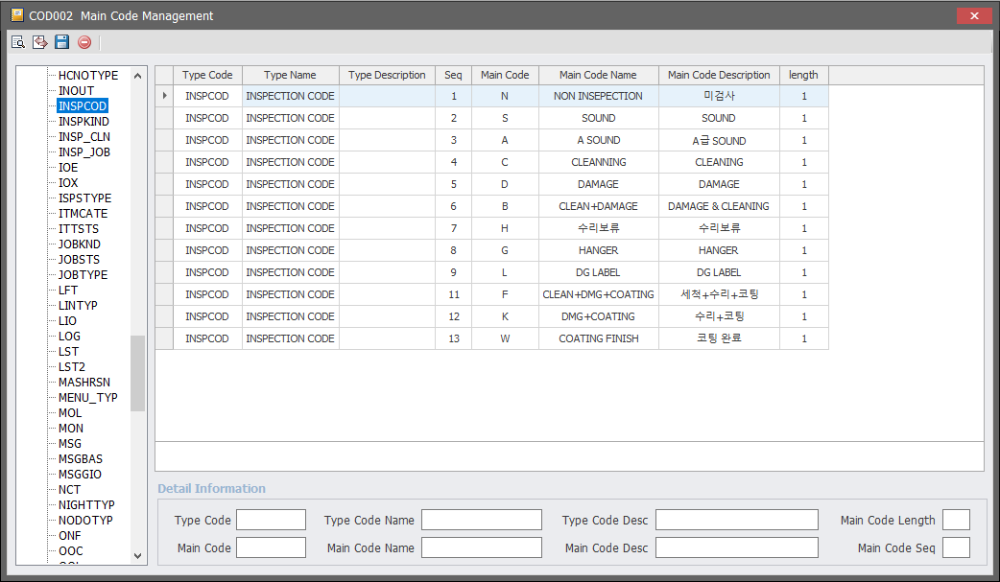 COD002 Main Code Management
HCNOTYPE
INOUT
INSPCOD
INSPKIND
INSP_CLN
INSP_JOB
IOE
IOX
ISPSTYPE
ITMCATE
ITTSTS
JOBKND
JOBSTS
JOBTYPE
LFT
LINTYP
LIO
LOG
LST
LST2
MASHRSN
MENU_TYP
MOL
MON
MSG
MSGBAS
MSGGIO
NCT
NIGHTTYP
NODOTYP
ONF
OOC
Type Code Type Name Type Description Seq Main Code Main Code Name Main Code Description length
INSPCOD INSPECTION CODE 1 N NON INSEPECTION 미검사 1
INSPCOD INSPECTION CODE 2 S SOUND SOUND 1
INSPCOD INSPECTION CODE 3 A A SOUND A급 SOUND 1
INSPCOD INSPECTION CODE 4 C CLEANNING CLEANING 1
INSPCOD INSPECTION CODE 5 D DAMAGE DAMAGE 1
INSPCOD INSPECTION CODE 6 B CLEAN+DAMAGE DAMAGE & CLEANING 1
INSPCOD INSPECTION CODE 7 H 수리보류 수리보류 1
INSPCOD INSPECTION CODE 8 G HANGER HANGER 1
INSPCOD INSPECTION CODE 9 L DG LABEL DG LABEL 1
INSPCOD INSPECTION CODE 11 F CLEAN+DMG+COATING 세척+수리+코팅 1
INSPCOD INSPECTION CODE 12 K DMG+COATING 수리+코팅 1
INSPCOD INSPECTION CODE 13 W COATING FINISH 코팅 완료 1
Detail Information
Type Code Type Code Name Type Code Desc Main Code Length
Main Code Main Code Name Main Code Desc Main Code Seq